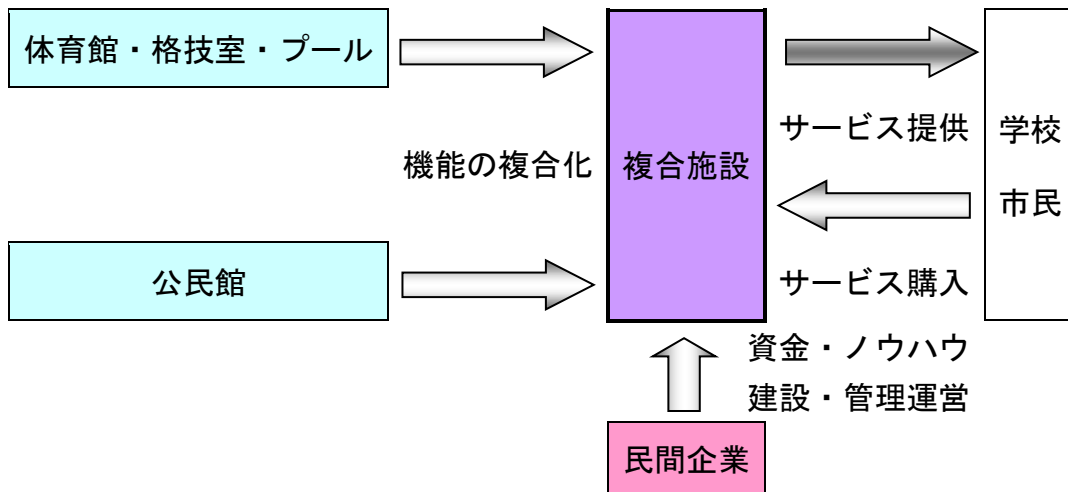 体育館・格技室・プール
機能の複合化
公民館
複合施設
サービス提供
サービス購入
学校
市民
資金・ノウハウ
建設・管理運営
民間企業